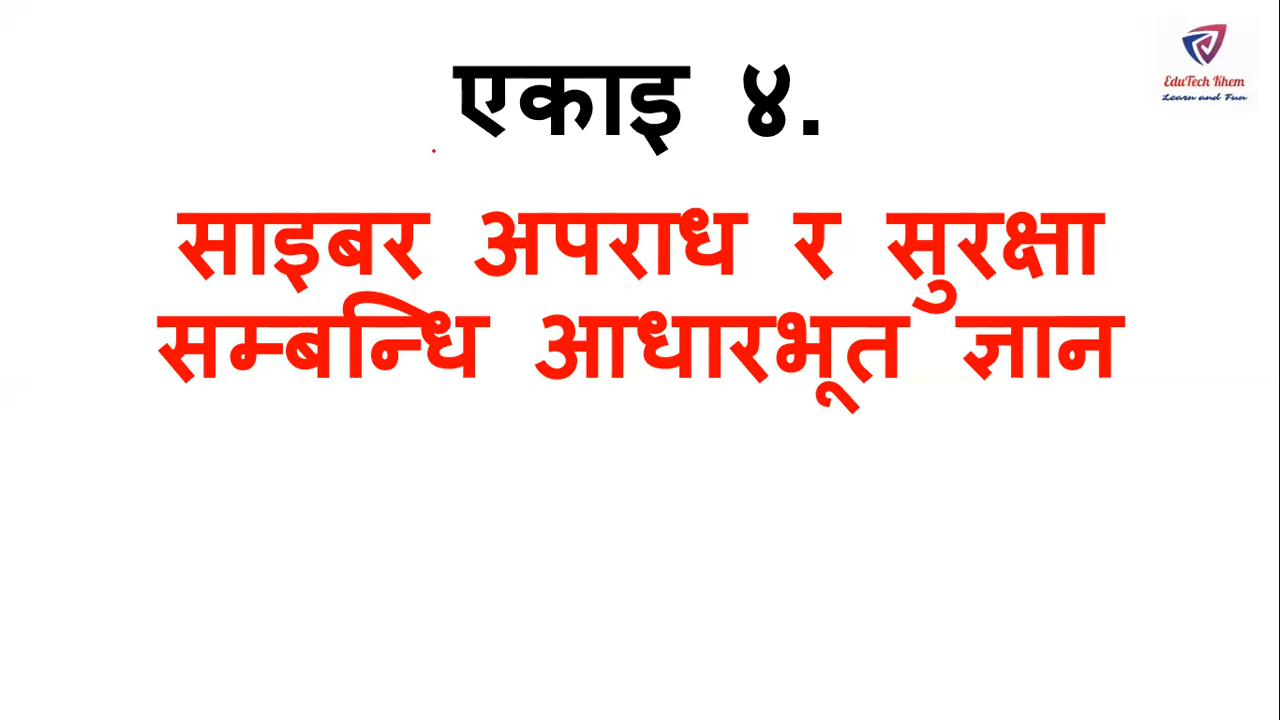 EduTech Khem
Learn and Fun
एकाइ ४.
साइबर अपराध र सुरक्षा
सम्बन्धि आधारभूत ज्ञान